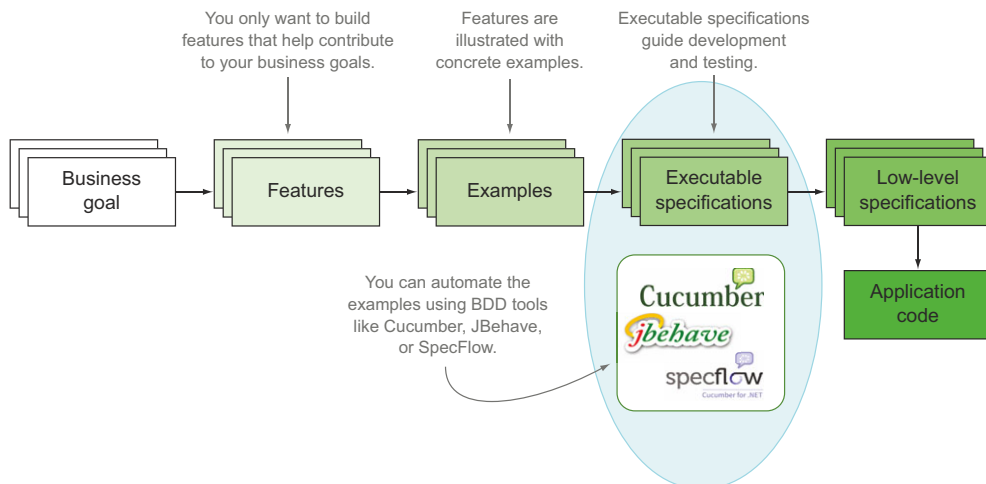 You only want to build
features that help contribute
to your business goals.
Features are
illustrated with
concrete examples.
Executable specifications
guide development
and testing.
Business
goal
Features
Examples
Executable
specifications
Low-level
specifications
You can automate the
examples using BDD tools
like Cucumber, JBehave,
or SpecFlow.
Cucumber
jbehave
specflow
Cucumber for .NET
Application
code